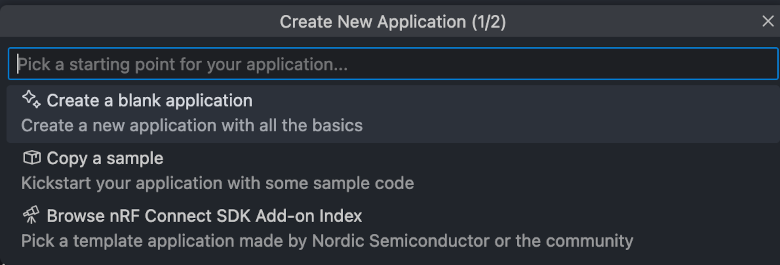 Create New Application (1/2)
Pick a starting point for your application...
Create a blank application
Create a new application with all the basics
Copy a sample
Kickstart your application with some sample code
Browse nRF Connect SDK Add-on Index
Pick a template application made by Nordic Semiconductor or the community